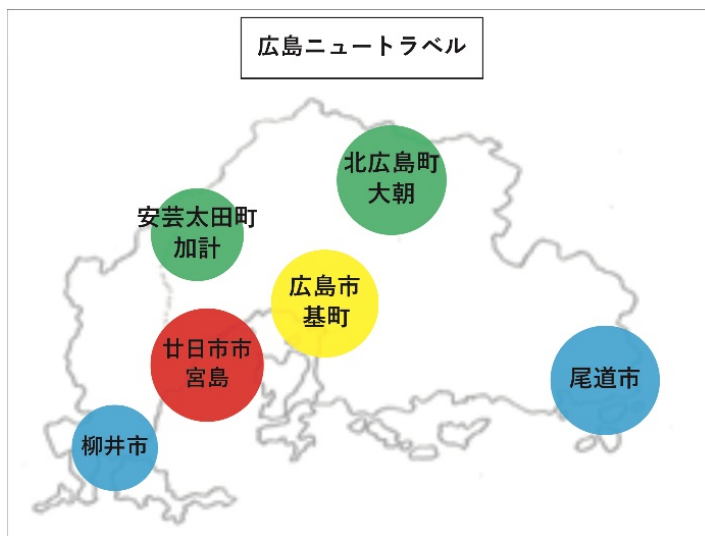 広島ニュートラベル
北広島町
大朝
安芸太田町
加計
広島市
基町
廿日市市
宮島
尾道市
柳井市